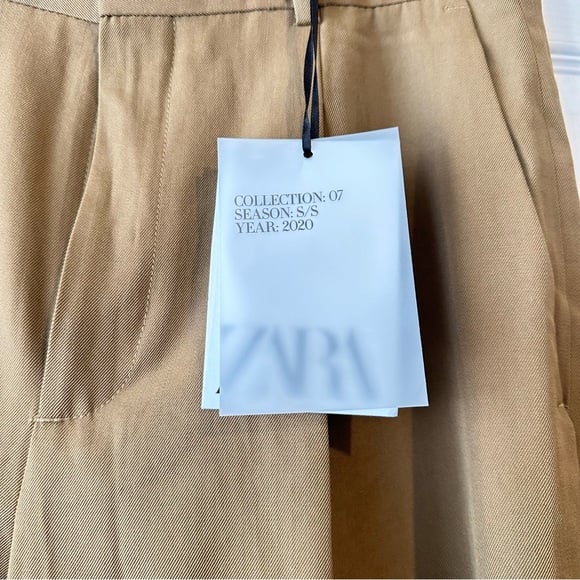 COLLECTION: 07
SEASON: S/S
YEAR: 2020
ZARA